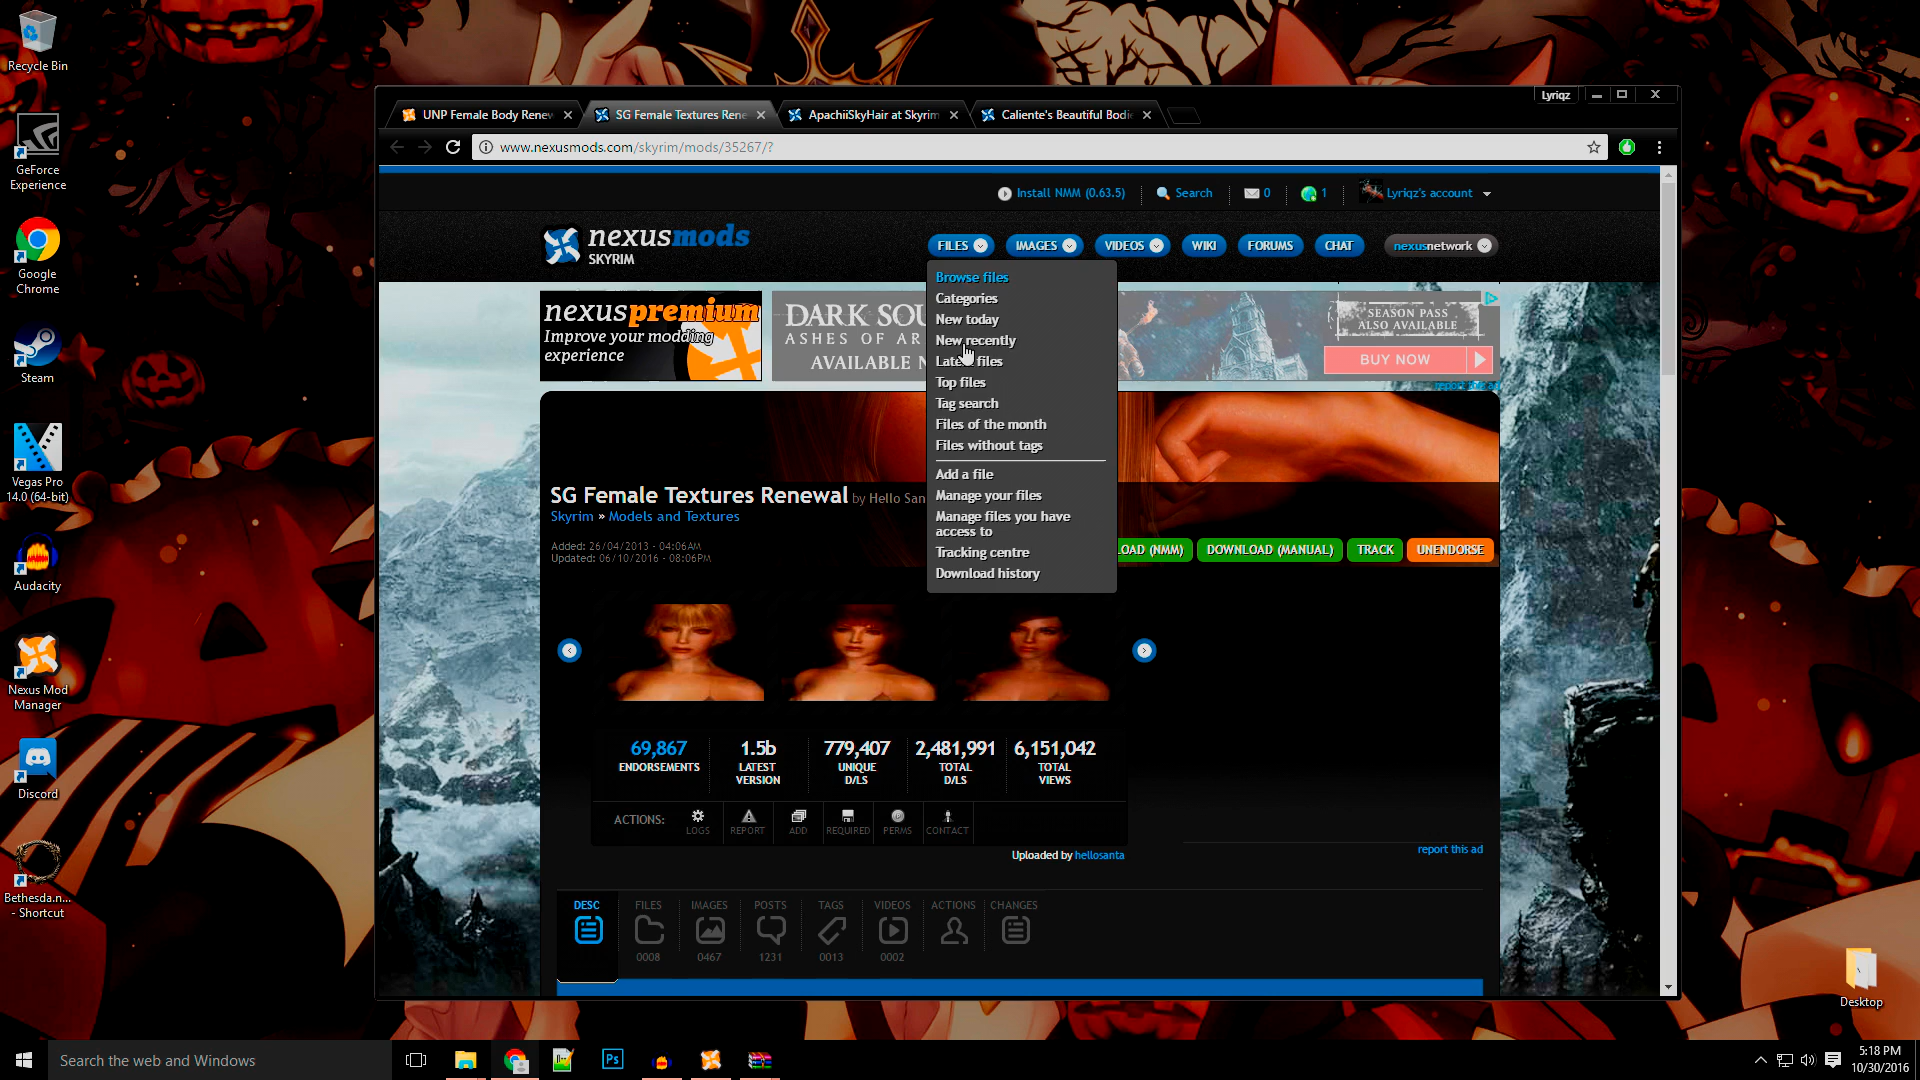 Recycle Bin
GeForce
Experience
Google
Chrome
Steam
Vegas Pro
14.0 (64-bit)
Audacity
Nexus Mod
Manager
Discord
Bethesda.n...
- Shortcut
Desktop
Lyriqz
UNP Female Body Renew
SG Female Textures Rene
ApachiiSkyHair at Skyrim
Caliente's Beautiful Bodie
www.nexusmods.com/skyrim/mods/35267/?
Install NMM (0.63.5)
Search
0
1
Lyriqz's account
nexusmods
SKYRIM
FILES
IMAGES
VIDEOS
WIKI
FORUMS
CHAT
nexusnetwork
Browse files
Categories
New today
New recently
Latest files
Top files
Tag search
Files of the month
Files without tags
Add a file
Manage your files
Manage files you have
access to
Tracking centre
Download history
nexuspremium
Improve your modding
experience
DARK SOU
ASHES OF AR
AVAILABLE N
SEASON PASS
ALSO AVAILABLE
BUY NOW
report this ad
SG Female Textures Renewal by Hello San
Skyrim » Models and Textures
Added: 26/04/2013 - 04:06AM
Updated: 06/10/2016 - 08:06PM
LOAD (NMM)
DOWNLOAD (MANUAL)
TRACK
UNENDORSE
69,867
ENDORSEMENTS
1.5b
LATEST
VERSION
779,407
UNIQUE
D/LS
2,481,991
TOTAL
D/LS
6,151,042
TOTAL
VIEWS
ACTIONS:
LOGS
REPORT
ADD
REQUIRED
PERMS
CONTACT
Uploaded by hellosanta
report this ad
DESC
FILES
0008
IMAGES
0467
POSTS
1231
TAGS
0013
VIDEOS
0002
ACTIONS
CHANGES
Search the web and Windows
Ps
5:18 PM
10/30/2016